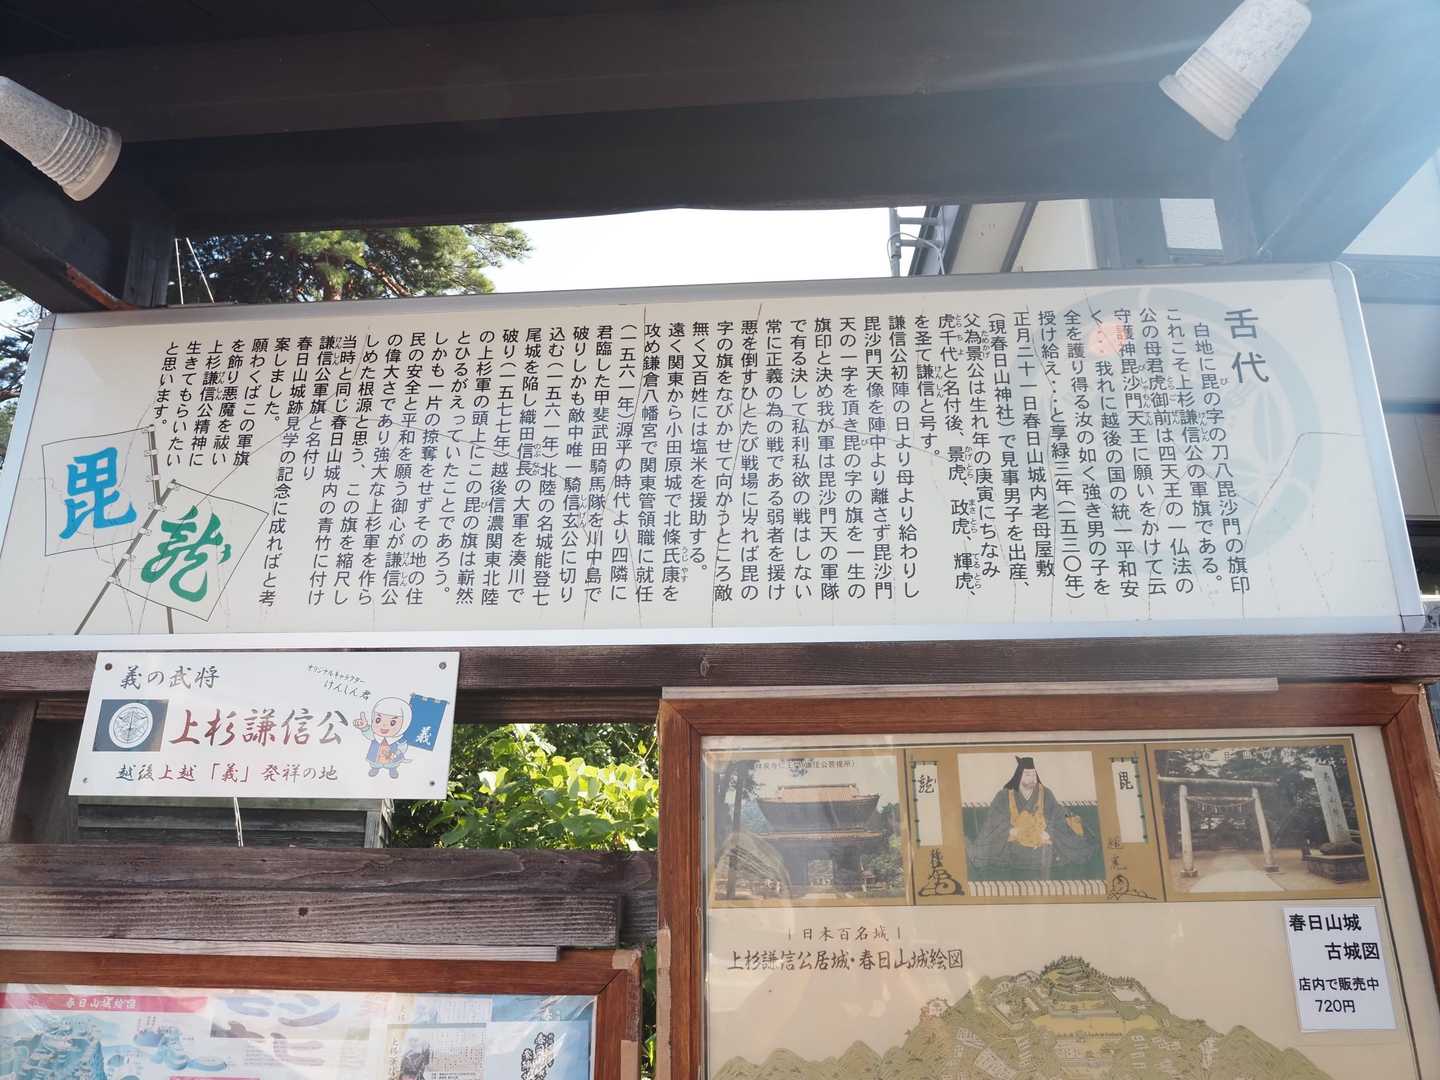 舌代
白地に毘の字の刀八毘沙門の旗印
これこそ上杉謙信公の軍旗である。
公の母君虎御前は四天王の一仏法の
守護神毘沙門天王に願いをかけて云
く…我れに越後の国の統一平和安
全を護り得る汝の如く強き男の子を
授け給え…と享緑三年（一五三〇年）
正月二十一日春日山城内老母屋敷
（現春日山神社）で見事男子を出産、
父為景公は生れ年の庚寅にちなみ
虎千代と名付後、景虎、政虎、輝虎、
を圣て謙信と号す。
謙信公初陣の日より母より給わりし
毘沙門天像を陣中より離さず毘沙門
天の一字を頂き毘の字の旗を一生の
旗印と決め我が軍は毘沙門天の軍隊
で有る決して私利私欲の戦はしない
常に正義の為の戦である弱者を援け
悪を倒すひとたび戦場に出れば毘の
字の旗をなびかせて向かうところ敵
無く又百姓には塩米を援助する。
遠く関東から小田原城で北條氏康を
攻め鎌倉八幡宮で関東管領職に就任
（一五六一年）源平の時代より四隣に
君臨した甲斐武田騎馬隊を川中島で
破りしかも敵中唯一騎信玄公に切り
込む（一五六一年）北陸の名城能登七
尾城を陥し織田信長の大軍を湊川で
破り（一五七七年）越後信濃関東北陸
の上杉軍の頭上にこの毘の旗は嶄然
とひるがえっていたことであろう。
しかも一片の掠奪をせずその地の住
民の安全と平和を願う御心が謙信公
の偉大さであり強大な上杉軍を作ら
しめた根源と思う、この旗を縮尺し
当時と同じ春日山城内の青竹に付け
謙信公軍旗と名付り
春日山城跡見学の記念に成ればと考
案しました。
願わくばこの軍旗
を飾り悪魔を祓い
上杉謙信公精神に
生きてもらいたい
と思います。
毘
龍
義の武将
オリジナルキャラクター
けんしん君
上杉謙信公
義
越後上越「義」発祥の地
龍
毘
日本百名城
上杉謙信公居城・春日山城絵図
春日山城
古城図
店内で販売中
720円
春日山城絵図